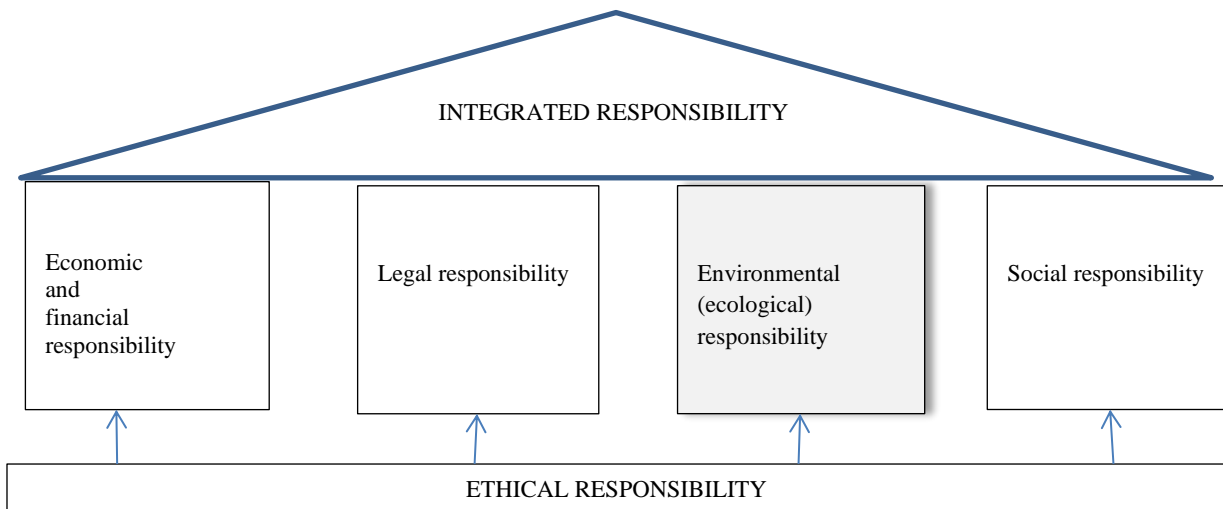 INTEGRATED RESPONSIBILITY
Economic
and
financial
responsibility
Legal responsibility
Environmental
(ecological)
responsibility
Social responsibility
ETHICAL RESPONSIBILITY